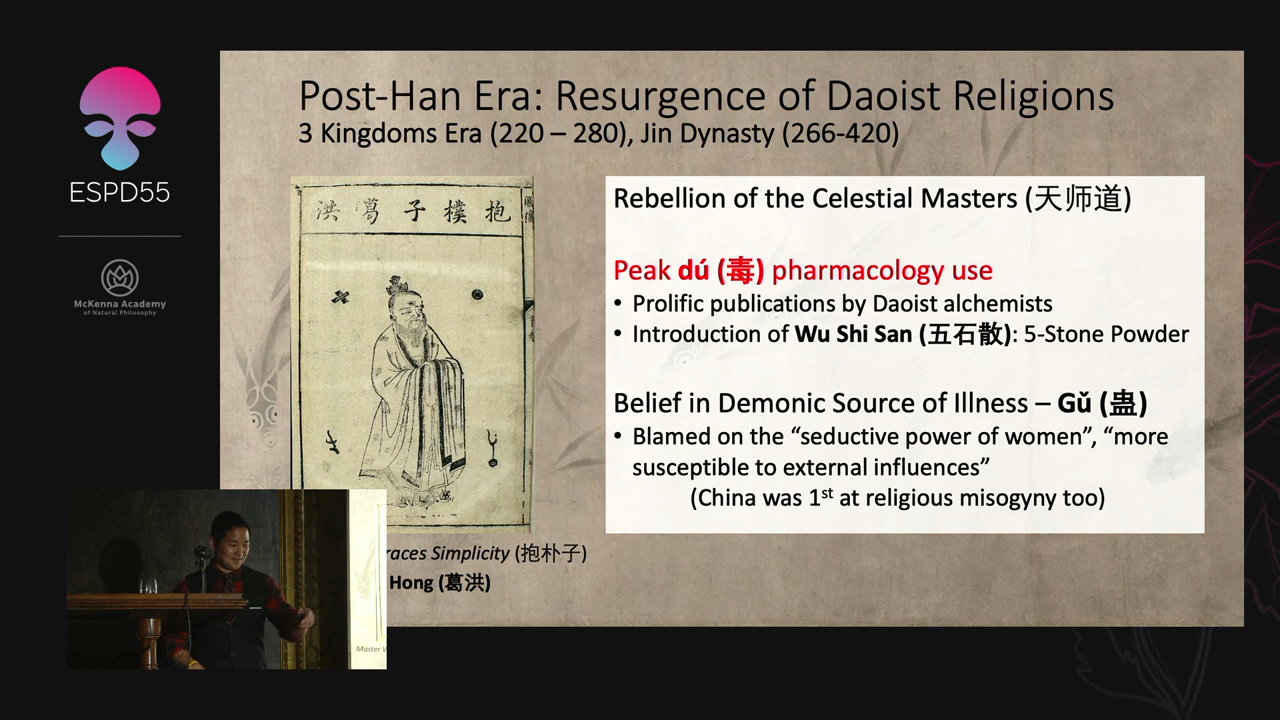 ESPD55
McKenna Academy
of Natural Philosophy
Post-Han Era: Resurgence of Daoist Religions
3 Kingdoms Era (220 – 280), Jin Dynasty (266-420)
洪葛子樸抱
圖像
Rebellion of the Celestial Masters (天师道)
Peak dú (毒) pharmacology use
• Prolific publications by Daoist alchemists
• Introduction of Wu Shi San (五石散): 5-Stone Powder
Belief in Demonic Source of Illness – Gǔ (蛊)
• Blamed on the “seductive power of women”, “more
susceptible to external influences”
(China was 1st at religious misogyny too)
races Simplicity (抱朴子)
Hong (葛洪)
Master